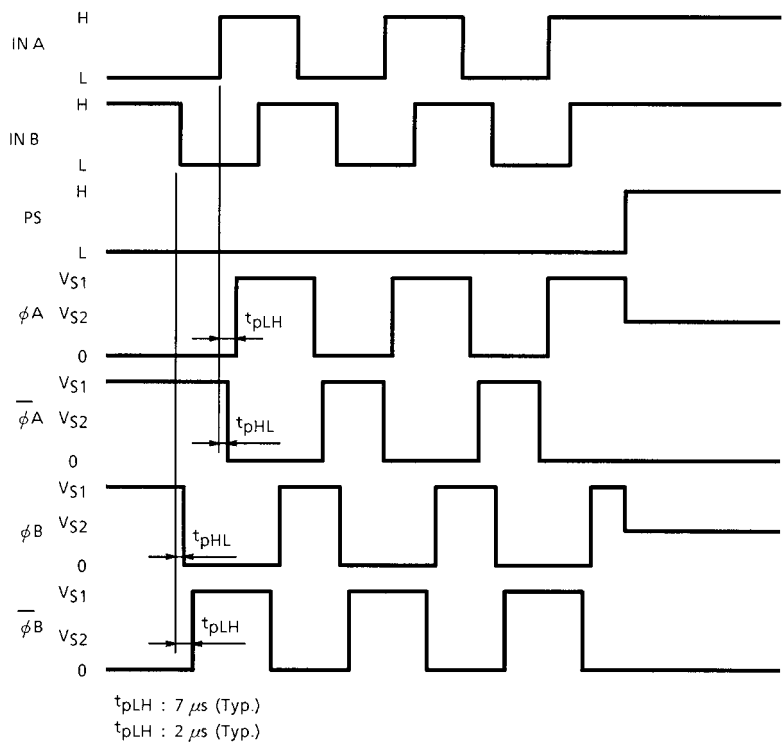 H
IN A
L
H
IN B
L
H
PS
L
VS1
φA VS2
tpLH
0
VS1
φA VS2
tpHL
0
VS1
φB VS2
tpHL
0
VS1
φB VS2
tpLH
0
tpLH : 7 μs (Typ.)
tpLH : 2 μs (Typ.)